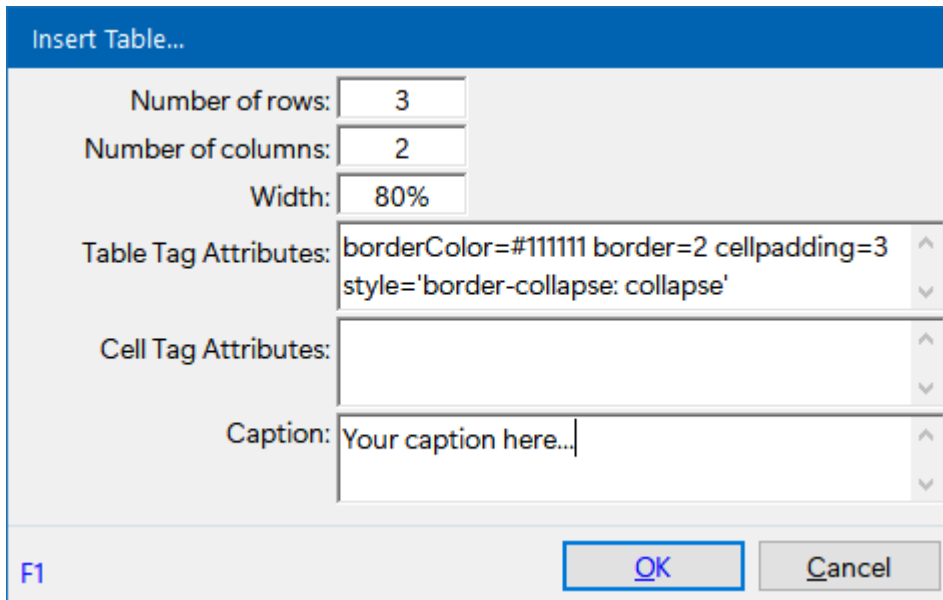 Insert Table...
Number of rows: 3
Number of columns: 2
Width: 80%
Table Tag Attributes: borderColor=#111111 border=2 cellpadding=3
style='border-collapse: collapse'
Cell Tag Attributes:
Caption: Your caption here...
F1 OK Cancel